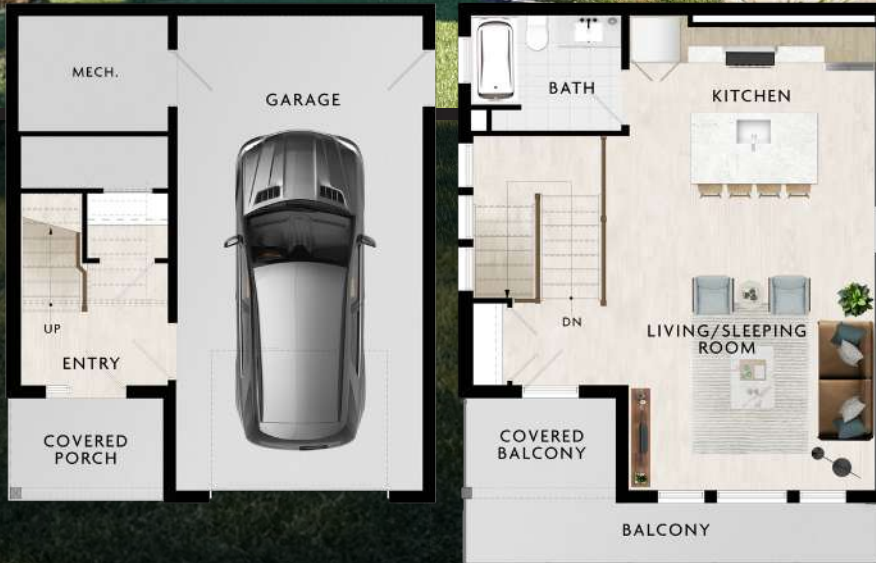 MECH.
GARAGE
UP
ENTRY
COVERED
PORCH
BATH
KITCHEN
DN
LIVING/SLEEPING
ROOM
COVERED
BALCONY
BALCONY